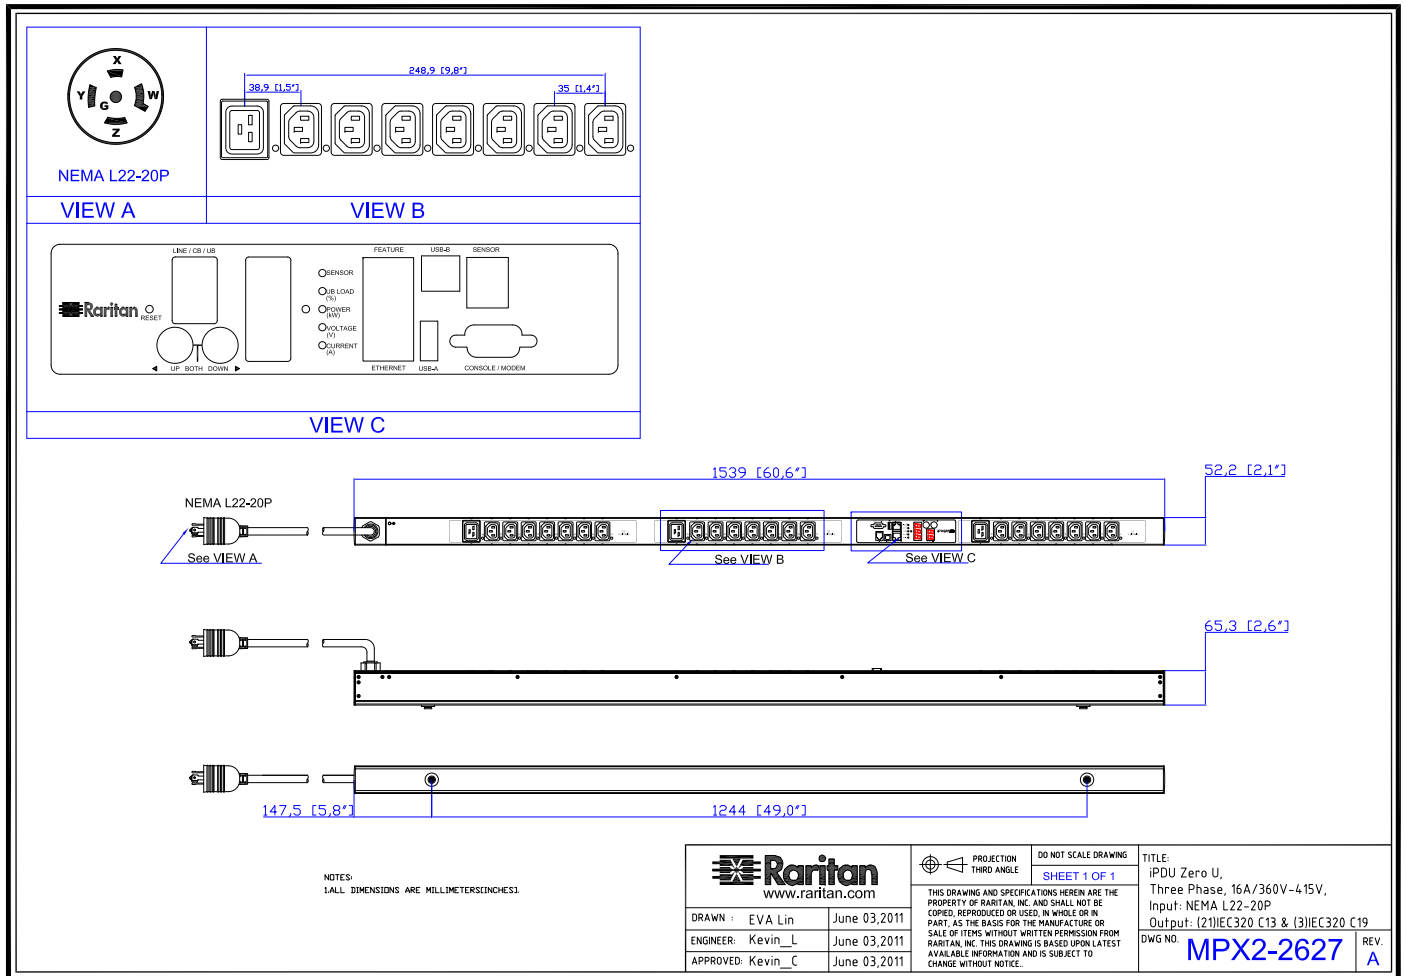 X
Y
W
G
Z
NEMA L22-20P
VIEW A
248,9 [9,8"]
38,9 [1,5"]
35 [1,4"]
VIEW B
LINE / CB / UB
FEATURE
USB-B
SENSOR
SENSOR
UB LOAD
(%)
POWER
(kW)
VOLTAGE
(V)
CURRENT
(A)
Raritan
RESET
UP BOTH DOWN
ETHERNET
USB-A
CONSOLE / MODEM
VIEW C
1539 [60,6"]
52,2 [2,1"]
NEMA L22-20P
See VIEW A
See VIEW B
See VIEW C
65,3 [2,6"]
147,5 [5,8"]
1244 [49,0"]
NOTES:
1.ALL DIMENSIONS ARE MILLIMETERS[INCHES].
Raritan
www.raritan.com
DRAWN : EVA Lin June 03,2011
ENGINEER: Kevin_L June 03,2011
APPROVED: Kevin_C June 03,2011
PROJECTION
THIRD ANGLE
DO NOT SCALE DRAWING
SHEET 1 OF 1
THIS DRAWING AND SPECIFICATIONS HEREIN ARE THE
PROPERTY OF RARITAN, INC. AND SHALL NOT BE
COPIED, REPRODUCED OR USED, IN WHOLE OR IN
PART, AS THE BASIS FOR THE MANUFACTURE OR
SALE OF ITEMS WITHOUT WRITTEN PERMISSION FROM
RARITAN, INC. THIS DRAWING IS BASED UPON LATEST
AVAILABLE INFORMATION AND IS SUBJECT TO
CHANGE WITHOUT NOTICE..
TITLE:
iPDU Zero U,
Three Phase, 16A/360V-415V,
Input: NEMA L22-20P
Output: (21)IEC320 C13 & (3)IEC320 C19
DWG NO. MPX2-2627
REV.
A